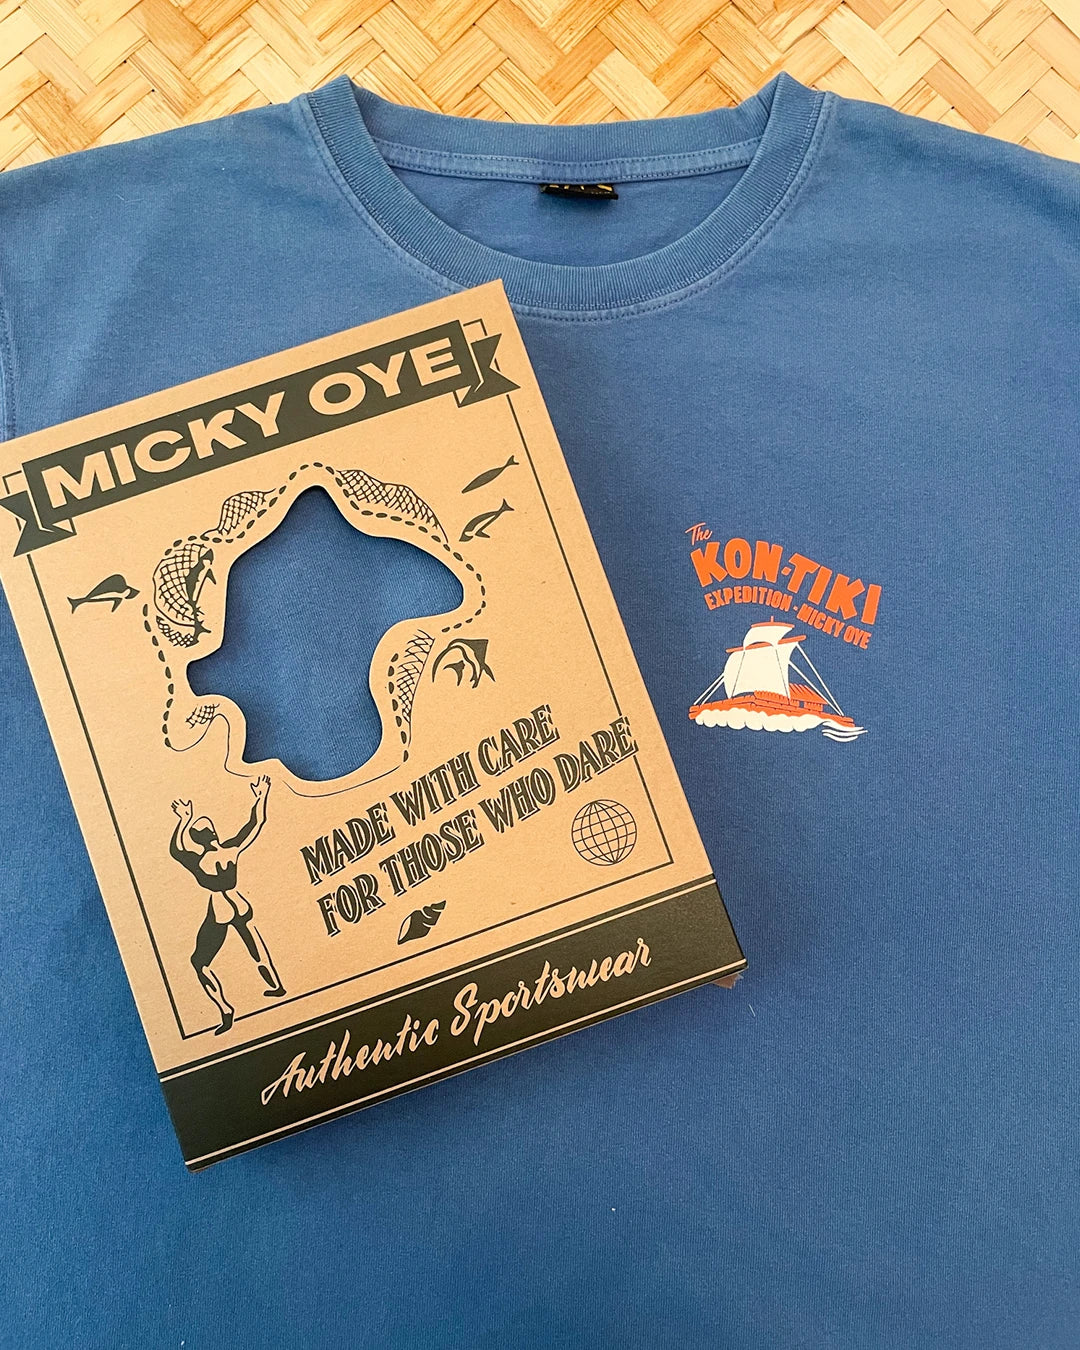 MICKY OYE
MADE WITH CARE
FOR THOSE WHO DARE
Authentic Sportswear
The
KON-TIKI
EXPEDITION - MICKY OYE